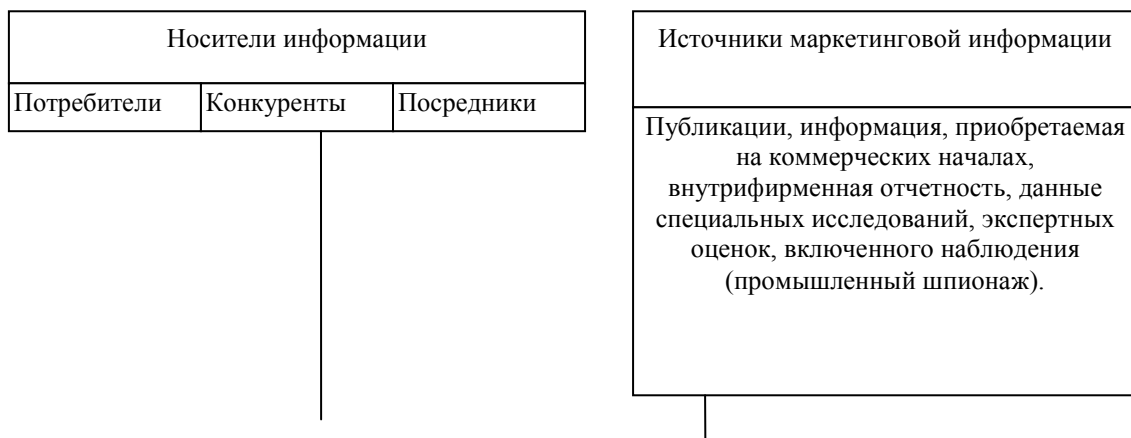 Носители информации
Потребители
Конкуренты
Посредники
Источники маркетинговой информации
Публикации, информация, приобретаемая
на коммерческих началах,
внутрифирменная отчетность, данные
специальных исследований, экспертных
оценок, включенного наблюдения
(промышленный шпионаж).